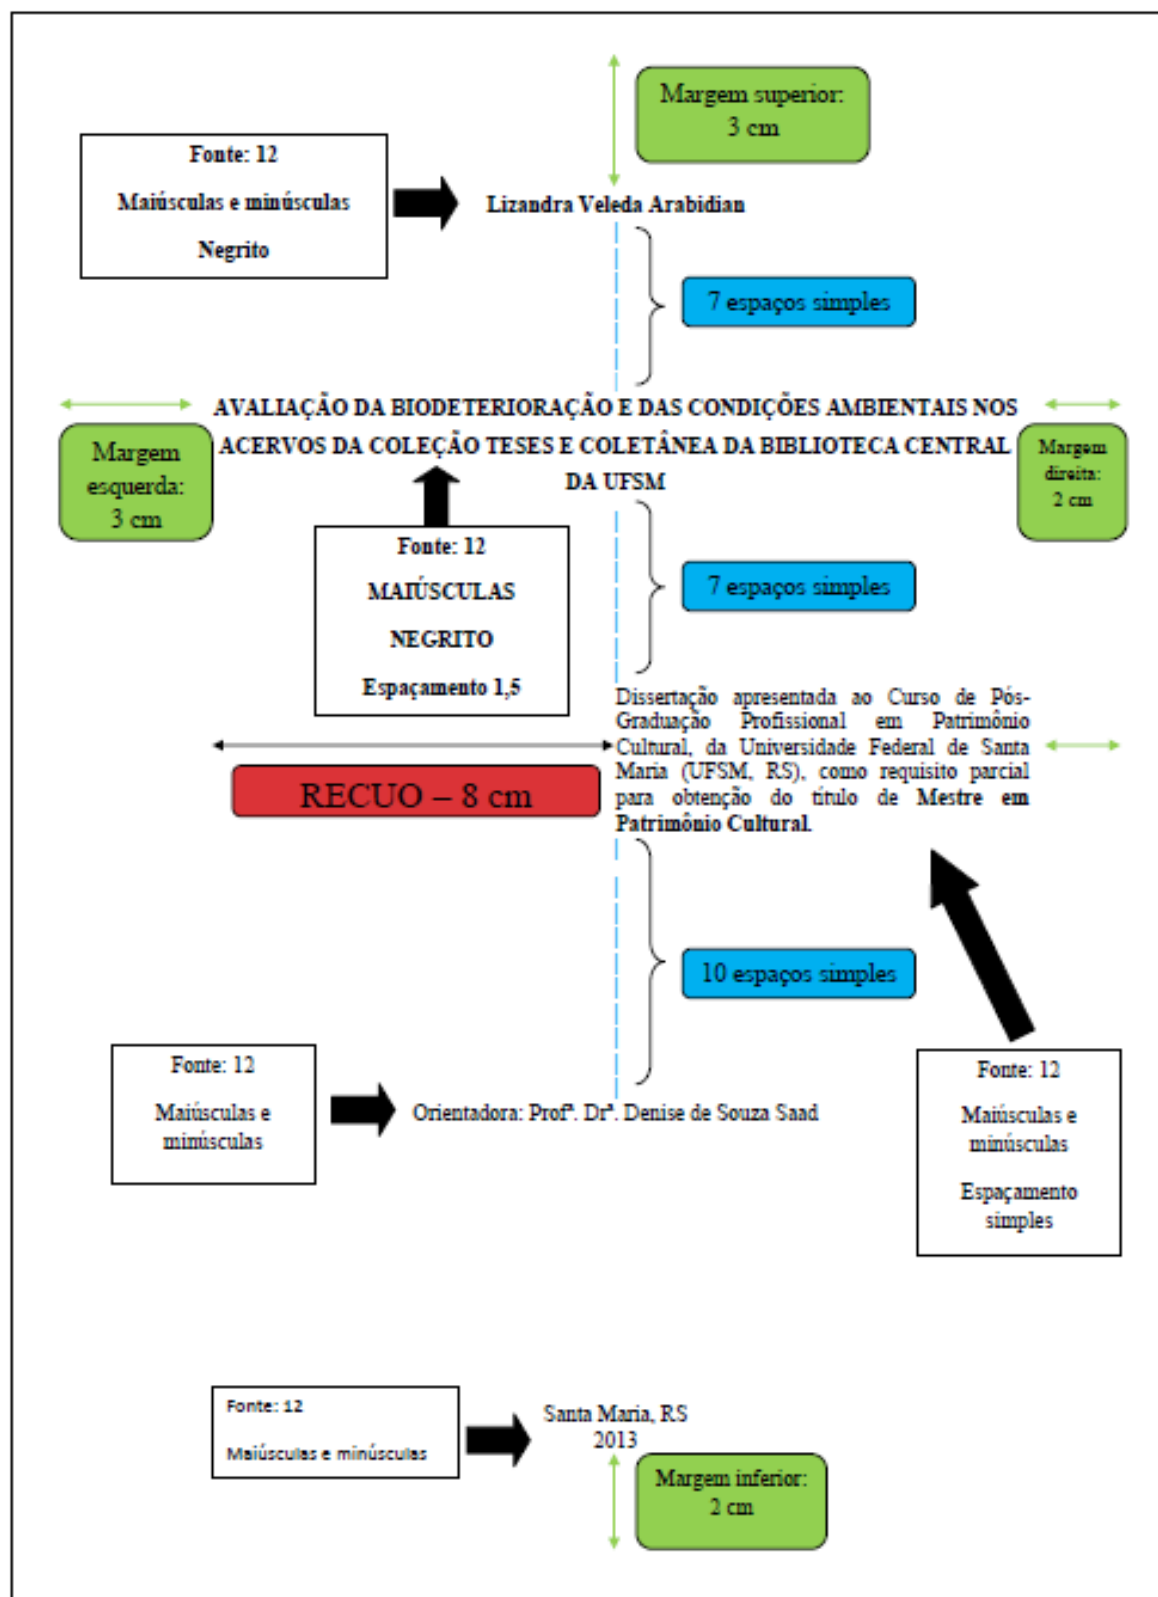 Margem superior:
3 cm
Fonte: 12
Maiúsculas e minúsculas
Negrito
Lizandra Veleda Arabidian
7 espaços simples
AVALIAÇÃO DA BIODETERIORAÇÃO E DAS CONDIÇÕES AMBIENTAIS NOS
ACERVOS DA COLEÇÃO TESES E COLETÂNEA DA BIBLIOTECA CENTRAL
DA UFSM
Margem
esquerda:
3 cm
Margem
direita:
2 cm
Fonte: 12
MAIÚSCULAS
NEGRITO
Espaçamento 1,5
7 espaços simples
Dissertação apresentada ao Curso de Pós-
Graduação Profissional em Patrimônio
Cultural, da Universidade Federal de Santa
Maria (UFSM, RS), como requisito parcial
para obtenção do título de Mestre em
Patrimônio Cultural.
RECUO – 8 cm
10 espaços simples
Fonte: 12
Maiúsculas e
minúsculas
Orientadora: Profª. Drª. Denise de Souza Saad
Fonte: 12
Maiúsculas e
minúsculas
Espaçamento
simples
Fonte: 12
Maiúsculas e minúsculas
Santa Maria, RS
2013
Margem inferior:
2 cm